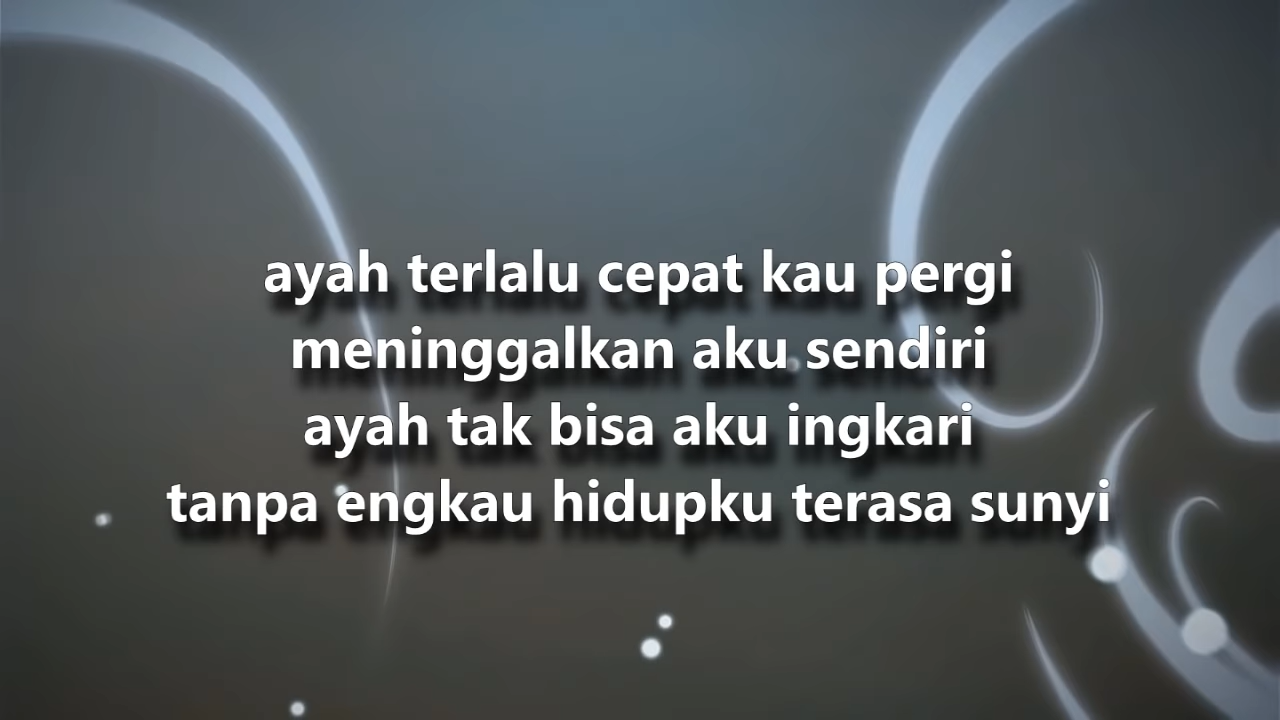 ayah terlalu cepat kau pergi
meninggalkan aku sendiri
ayah tak bisa aku ingkari
tanpa engkau hidupku terasa sunyi